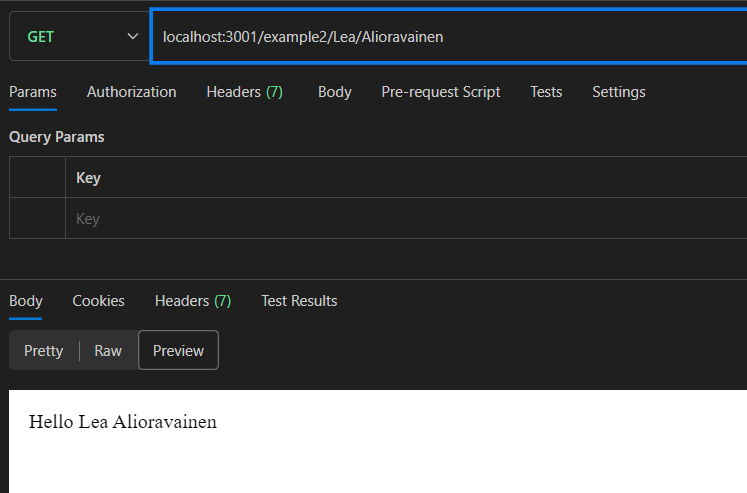 GET localhost:3001/example2/Lea/Alioravainen
Params Authorization Headers (7) Body Pre-request Script Tests Settings
Query Params
Key
Key
Body Cookies Headers (7) Test Results
Pretty Raw Preview
Hello Lea Alioravainen